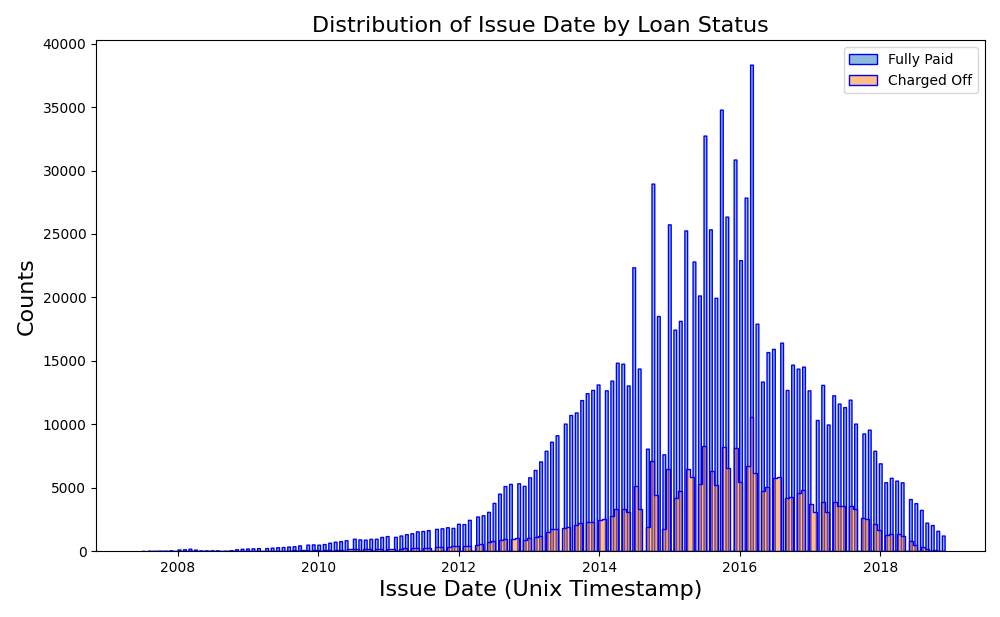 Distribution of Issue Date by Loan Status
40000
35000
30000
25000
20000
15000
10000
5000
0
Counts
Fully Paid
Charged Off
2008 2010 2012 2014 2016 2018
Issue Date (Unix Timestamp)